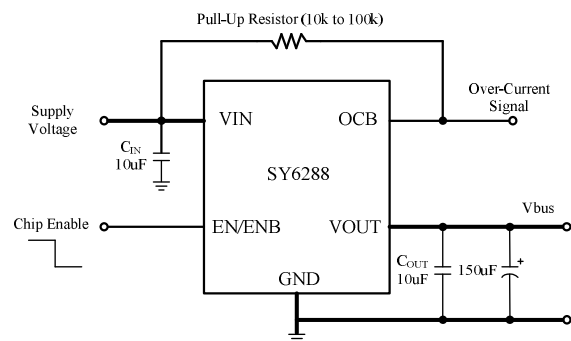 Pull-Up Resistor (10k to 100k)
Supply
Voltage
VIN
OCB
Over-Current
Signal
CIN
10uF
SY6288
Chip Enable
EN/ENB
VOUT
Vbus
COUT
10uF
150uF
+
GND